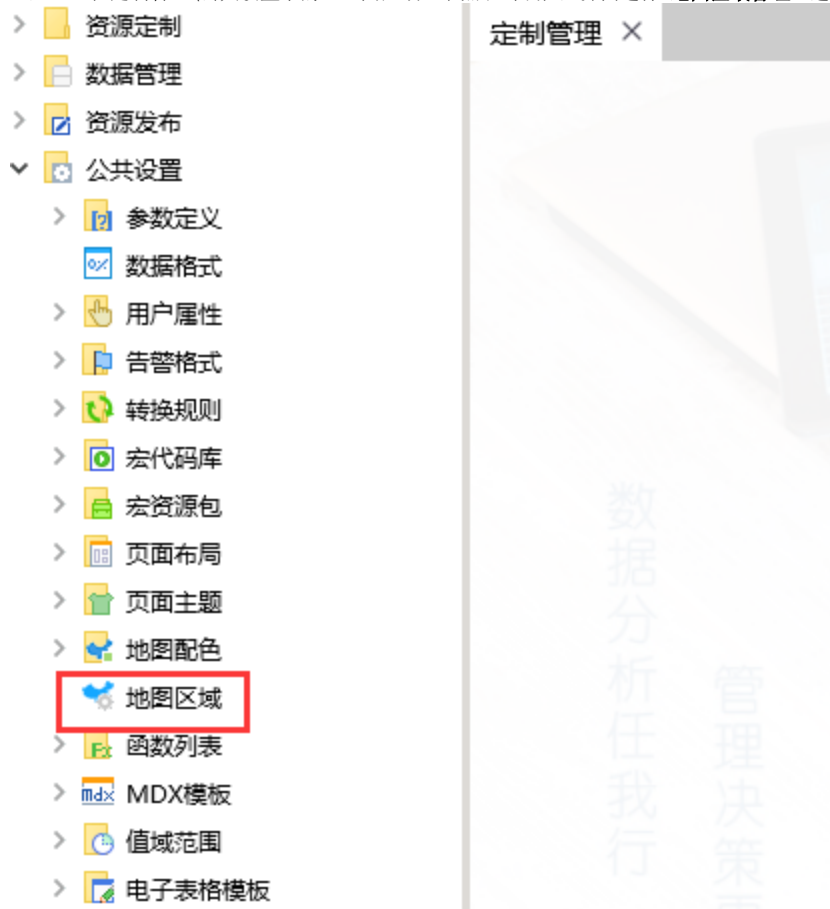 资源定制
数据管理
资源发布
公共设置
参数定义
数据格式
用户属性
告警格式
转换规则
宏代码库
宏资源包
页面布局
页面主题
地图配色
地图区域
函数列表
MDX模板
值域范围
电子表格模板
定制管理
数据分析任我行
管理决策